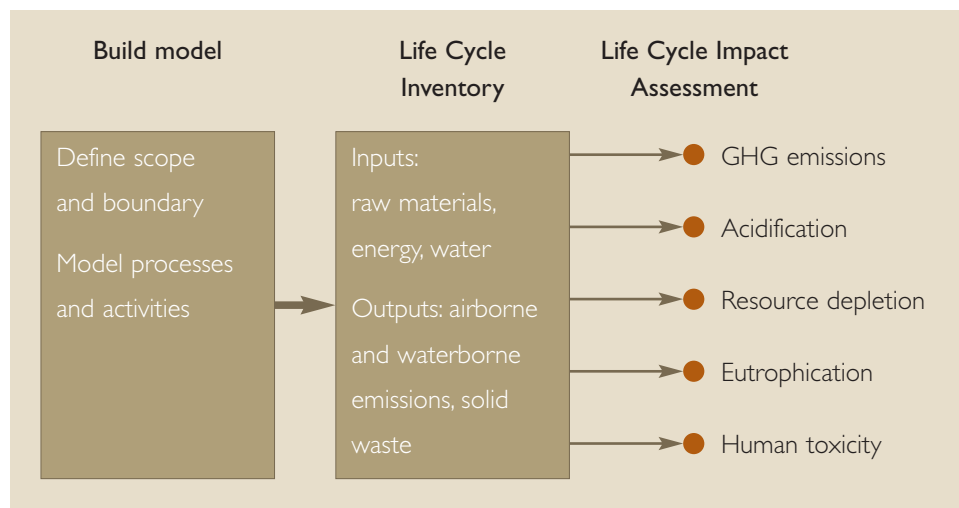 Build model
Life Cycle
Inventory
Life Cycle Impact
Assessment
Define scope
and boundary
Model processes
and activities
Inputs:
raw materials,
energy, water
Outputs: airborne
and waterborne
emissions, solid
waste
GHG emissions
Acidification
Resource depletion
Eutrophication
Human toxicity